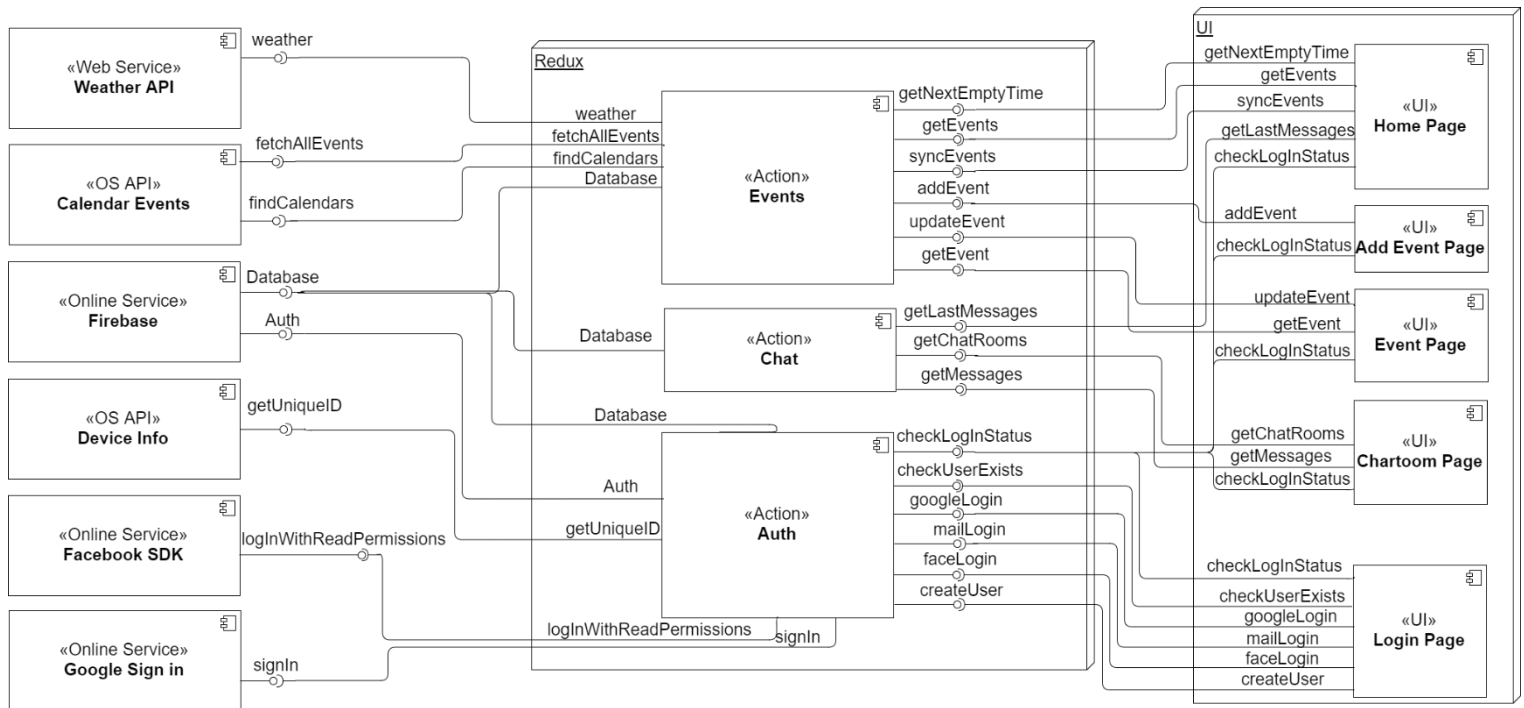 «Web Service»
Weather API
weather
«OS API»
Calendar Events
fetchAllEvents
findCalendars
«Online Service»
Firebase
Database
Auth
«OS API»
Device Info
getUniqueID
«Online Service»
Facebook SDK
logInWithReadPermissions
«Online Service»
Google Sign in
signIn
Redux
weather
fetchAllEvents
findCalendars
Database
«Action»
Events
getNextEmptyTime
getEvents
syncEvents
addEvent
updateEvent
getEvent
Database
«Action»
Chat
getLastMessages
getChatRooms
getMessages
Database
Auth
getUniqueID
logInWithReadPermissions
signIn
«Action»
Auth
checkLogInStatus
checkUserExists
googleLogin
mailLogin
faceLogin
createUser
UI
getNextEmptyTime
getEvents
syncEvents
getLastMessages
checkLogInStatus
«UI»
Home Page
addEvent
checkLogInStatus
«UI»
Add Event Page
updateEvent
getEvent
checkLogInStatus
«UI»
Event Page
getChatRooms
getMessages
checkLogInStatus
«UI»
Chartoom Page
checkLogInStatus
checkUserExists
googleLogin
mailLogin
faceLogin
createUser
«UI»
Login Page